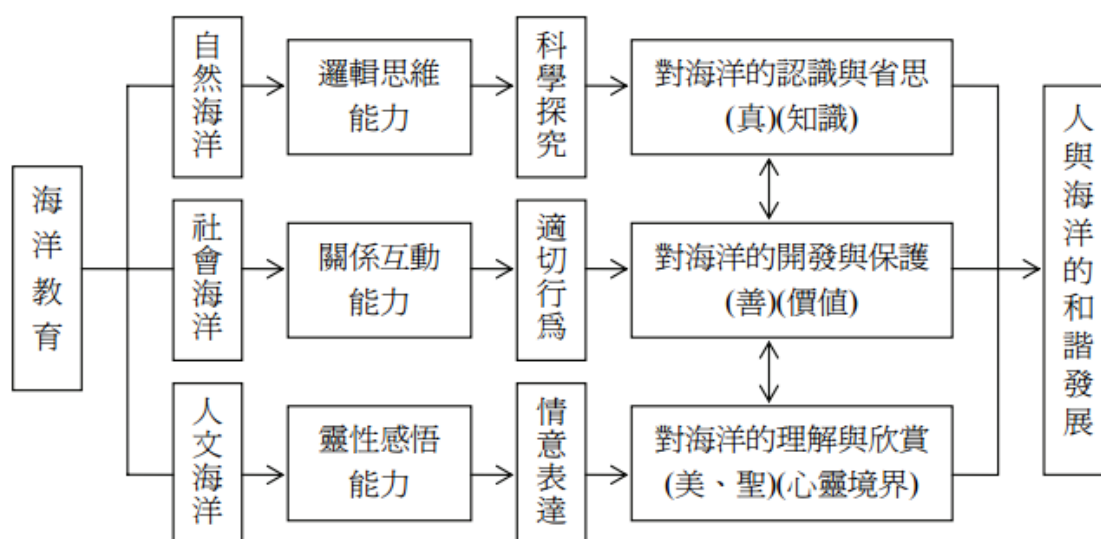 海洋教育
自然海洋
邏輯思維
能力
科學探究
對海洋的認識與省思
(真)(知識)
社會海洋
關係互動
能力
適切行為
對海洋的開發與保護
(善)(價值)
人文海洋
靈性感悟
能力
情意表達
對海洋的理解與欣賞
(美、聖)(心靈境界)
人與海洋的和諧發展